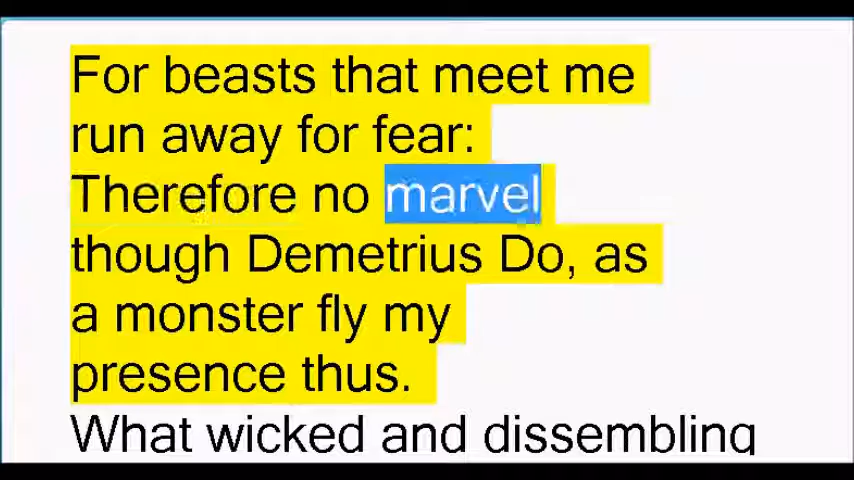 For beasts that meet me
run away for fear:
Therefore no marvel
though Demetrius Do, as
a monster fly my
presence thus.
What wicked and dissembling